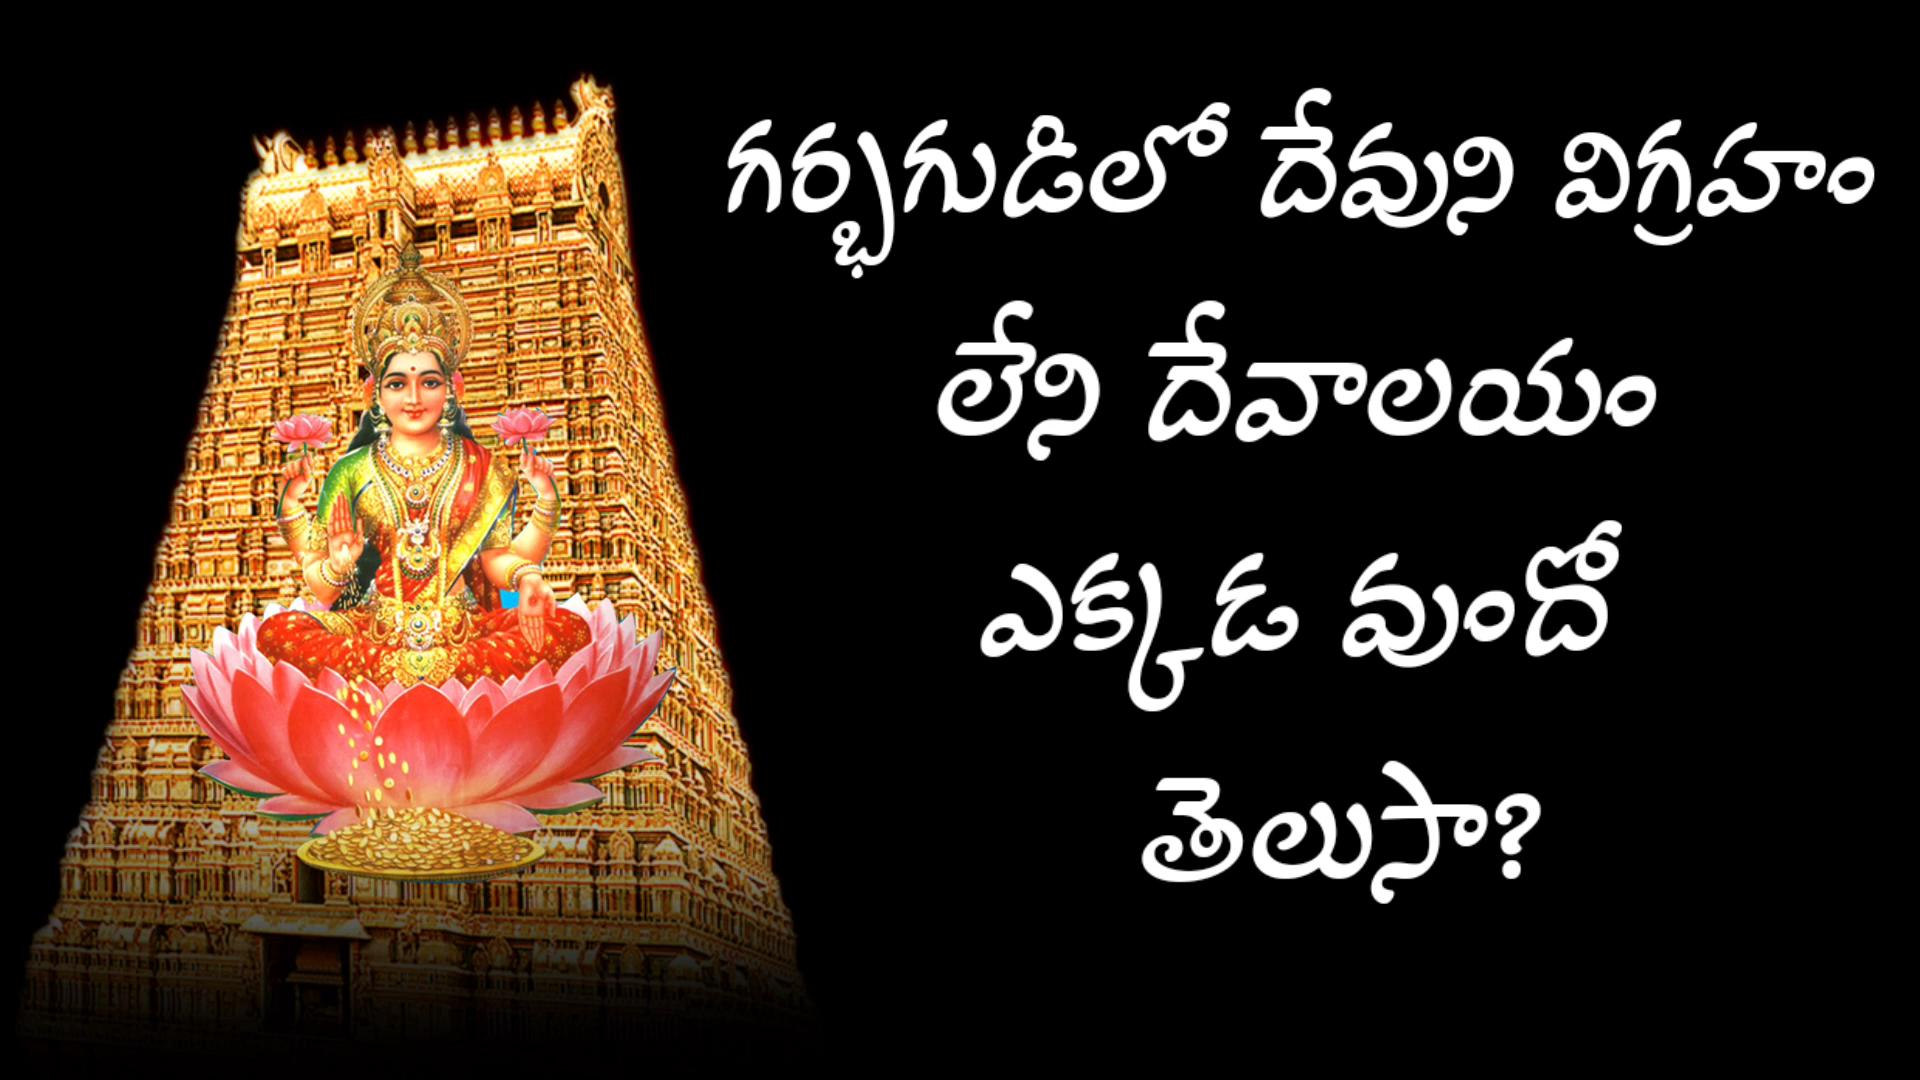 గర్భగుడిలో దేవుని విగ్రహం
లేని దేవాలయం
ఎక్కడ వుందో
తెలుసా?